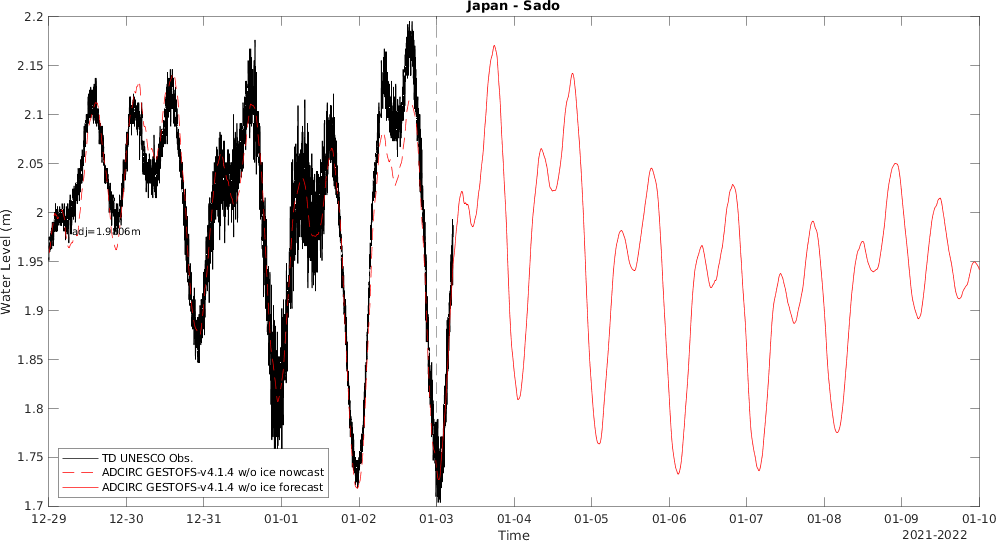 Japan - Sado
Water Level (m)
2.2
2.15
2.1
2.05
2
1.95
1.9
1.85
1.8
1.75
1.7
TD UNESCO Obs.
ADCIRC GESTOFS-v4.1.4 w/o ice nowcast
ADCIRC GESTOFS-v4.1.4 w/o ice forecast
12-29 12-30 12-31 01-01 01-02 01-03 01-04 01-05 01-06 01-07 01-08 01-09 01-10
Time
2021-2022